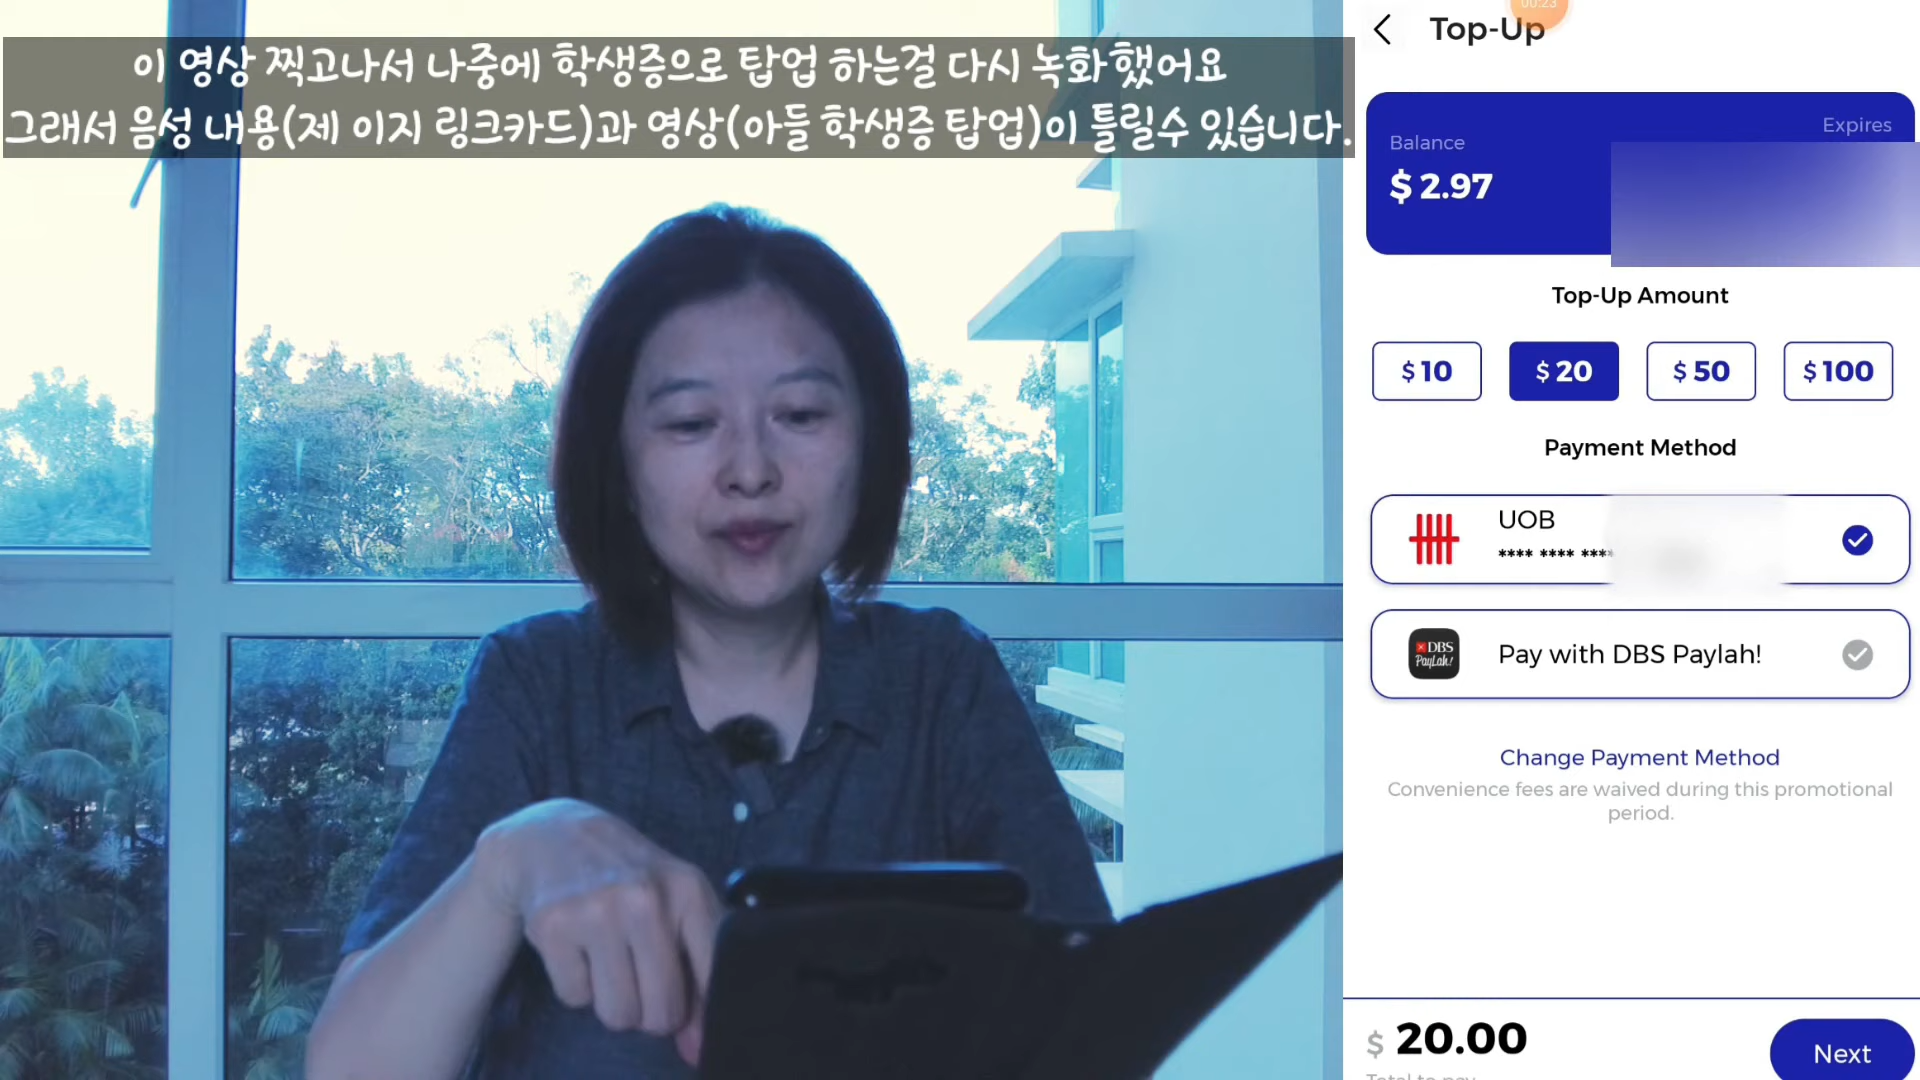 이 영상 찍고나서 나중에 학생증으로 탑업 하는걸 다시 녹화했어요
그래서 음성 내용(제 이지 링크카드)과 영상(아들 학생증 탑업)이 틀릴수 있습니다.
00:23
Top-Up
Expires
Balance
$ 2.97
Top-Up Amount
$ 10 $ 20 $ 50 $ 100
Payment Method
UOB
**** **** ****
DBS
PayLah!
Pay with DBS Paylah!
Change Payment Method
Convenience fees are waived during this promotional
period.
$ 20.00
Next
Total to pay